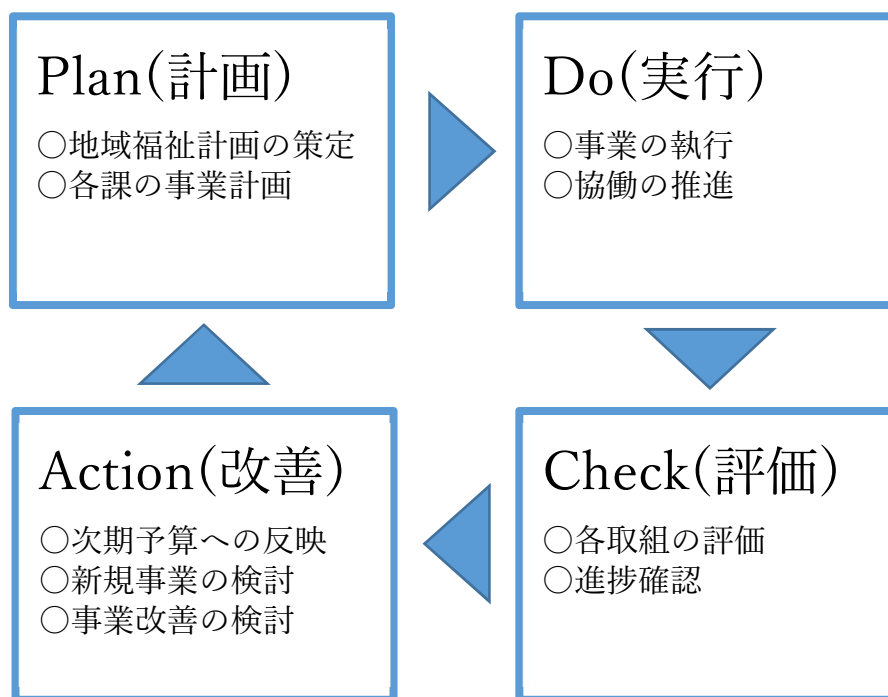 Plan(計画)
○地域福祉計画の策定
○各課の事業計画
Do(実行)
○事業の執行
○協働の推進
Check(評価)
○各取組の評価
○進捗確認
Action(改善)
○次期予算への反映
○新規事業の検討
○事業改善の検討